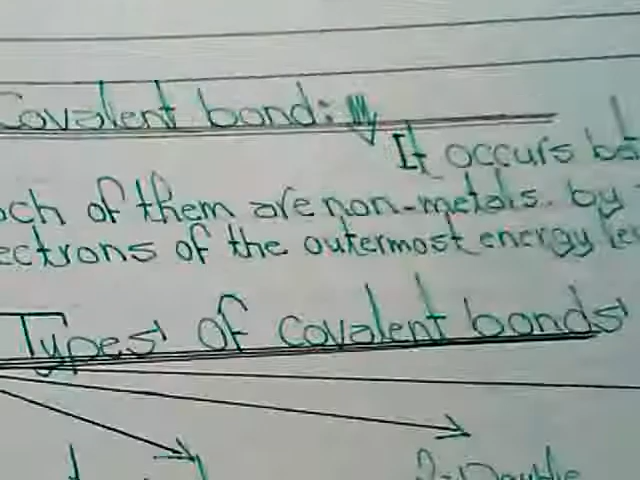 Covalent bond:
It occurs
of them are non-metals. by
of the outermost energy
Types of covalent bonds
2-Double